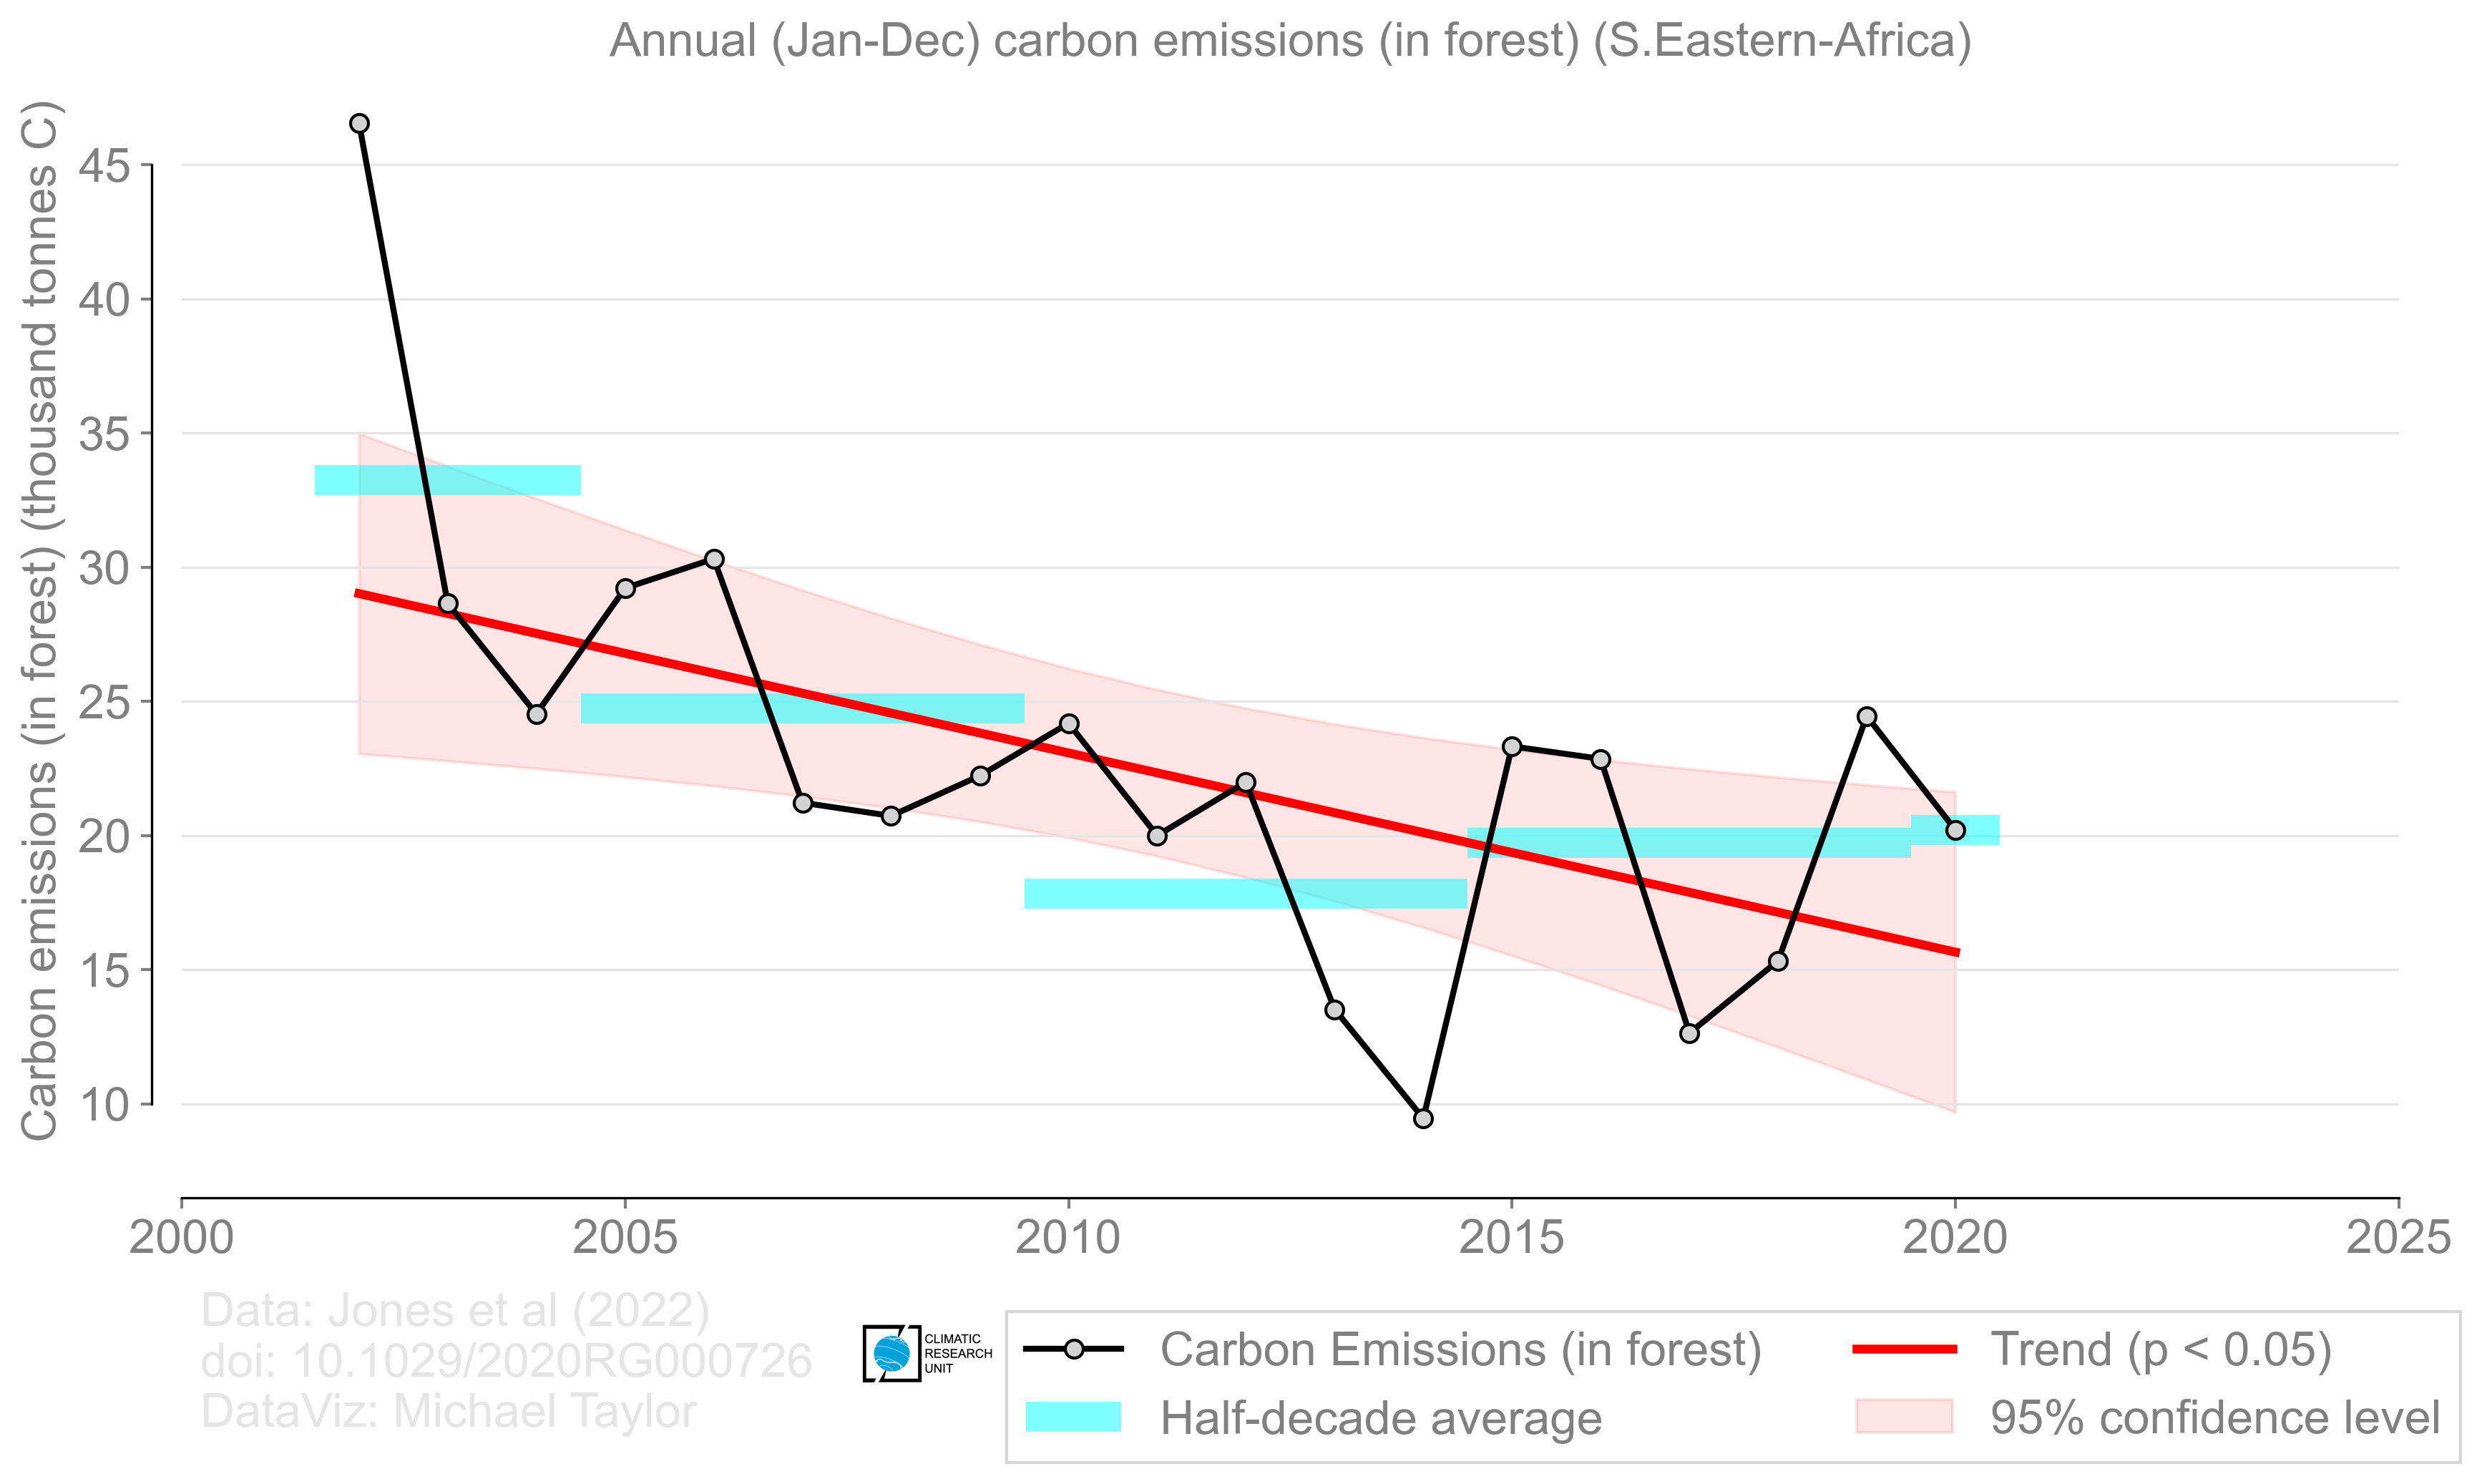 Annual (Jan-Dec) carbon emissions (in forest) (S.Eastern-Africa)
Carbon emissions (in forest) (thousand tonnes C)
45
40
35
30
25
20
15
10
2000 2005 2010 2015 2020 2025
Data: Jones et al (2022)
doi: 10.1029/2020RG000726
DataViz: Michael Taylor
CLIMATIC
RESEARCH
UNIT
Carbon Emissions (in forest)
Half-decade average
Trend (p < 0.05)
95% confidence level